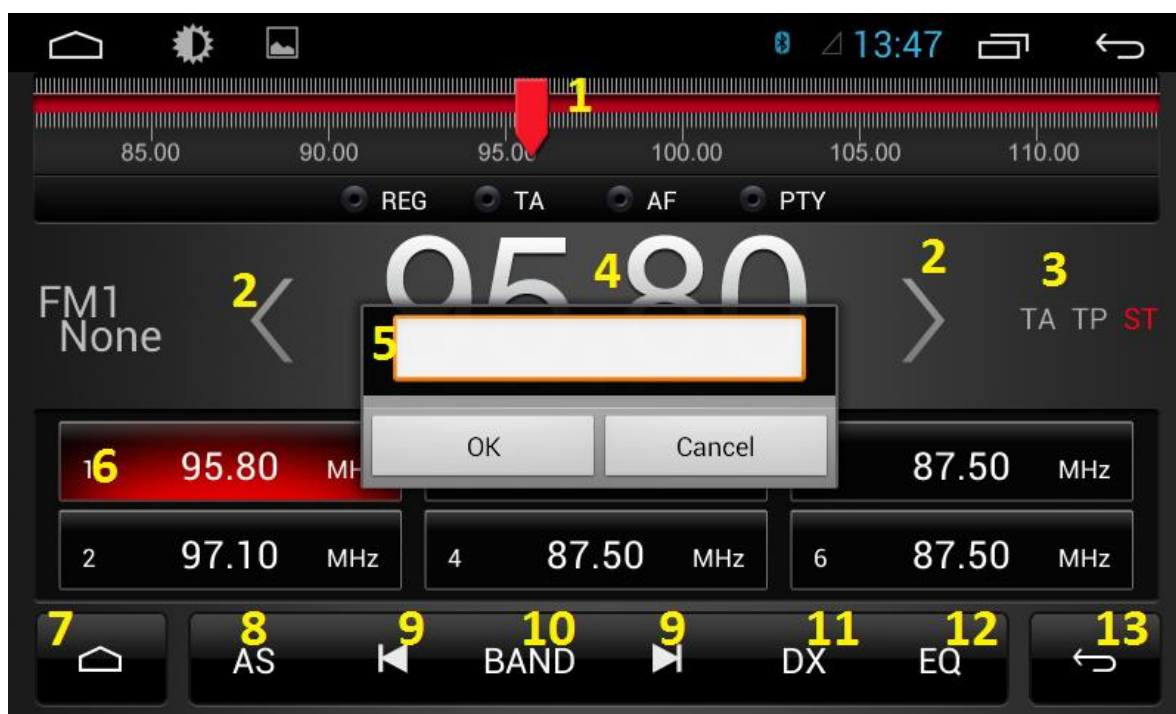 13:47
1
85.00 90.00 95.00 100.00 105.00 110.00
REG TA AF PTY
95.80
4
2 2 3
FM1
None
TA TP ST
5
OK Cancel
1 6 95.80 MH
87.50 MHz
2 97.10 MHz 4 87.50 MHz 6 87.50 MHz
7 8 9 10 9 11 12 13
AS BAND DX EQ